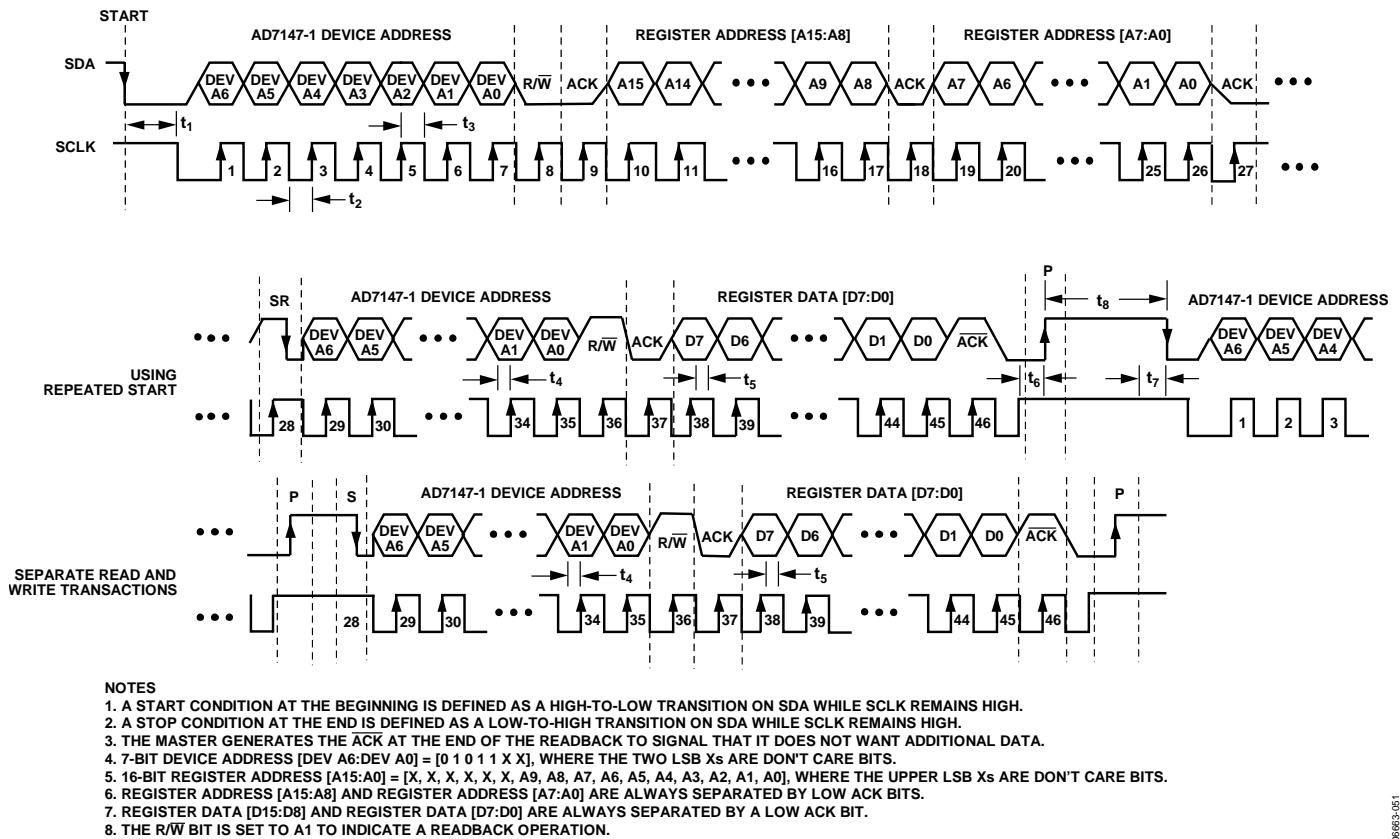 START
AD7147-1 DEVICE ADDRESS
REGISTER ADDRESS [A15:A8]
REGISTER ADDRESS [A7:A0]
SDA
DEV A6 DEV A5 DEV A4 DEV A3 DEV A2 DEV A1 DEV A0 R/W ACK A15 A14 A9 A8 ACK A7 A6 A1 A0 ACK
t1 t3
SCLK
1 2 3 4 5 6 7 8 9 10 11 16 17 18 19 20 25 26 27
t2
P
SR AD7147-1 DEVICE ADDRESS REGISTER DATA [D7:D0] t8 AD7147-1 DEVICE ADDRESS
DEV A6 DEV A5 DEV A1 DEV A0 R/W ACK D7 D6 D1 D0 ACK DEV A6 DEV A5 DEV A4
USING
REPEATED START
t4 t5 t6 t7
28 29 30 34 35 36 37 38 39 44 45 46 1 2 3
P S AD7147-1 DEVICE ADDRESS REGISTER DATA [D7:D0] P
DEV A6 DEV A5 DEV A1 DEV A0 R/W ACK D7 D6 D1 D0 ACK
SEPARATE READ AND
WRITE TRANSACTIONS
t4 t5
28 29 30 34 35 36 37 38 39 44 45 46
NOTES
1. A START CONDITION AT THE BEGINNING IS DEFINED AS A HIGH-TO-LOW TRANSITION ON SDA WHILE SCLK REMAINS HIGH.
2. A STOP CONDITION AT THE END IS DEFINED AS A LOW-TO-HIGH TRANSITION ON SDA WHILE SCLK REMAINS HIGH.
3. THE MASTER GENERATES THE ACK AT THE END OF THE READBACK TO SIGNAL THAT IT DOES NOT WANT ADDITIONAL DATA.
4. 7-BIT DEVICE ADDRESS [DEV A6:DEV A0] = [0 1 0 1 1 X X], WHERE THE TWO LSB Xs ARE DON'T CARE BITS.
5. 16-BIT REGISTER ADDRESS [A15:A0] = [X, X, X, X, X, X, A9, A8, A7, A6, A5, A4, A3, A2, A1, A0], WHERE THE UPPER LSB Xs ARE DON'T CARE BITS.
6. REGISTER ADDRESS [A15:A8] AND REGISTER ADDRESS [A7:A0] ARE ALWAYS SEPARATED BY LOW ACK BITS.
7. REGISTER DATA [D15:D8] AND REGISTER DATA [D7:D0] ARE ALWAYS SEPARATED BY A LOW ACK BIT.
8. THE R/W BIT IS SET TO A1 TO INDICATE A READBACK OPERATION.
06663-051